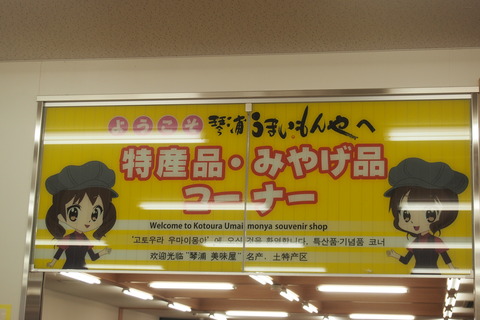 ようこそ 琴浦うまいもんやへ
特産品・みやげ品
コーナー
Welcome to Kotoura Umaimonya souvenir shop
'고토우라 우마이몽야' 에 오신 것을 환영합니다. 특산품·기념품 코너
欢迎光临"琴浦 美味屋" 名产、土特产区